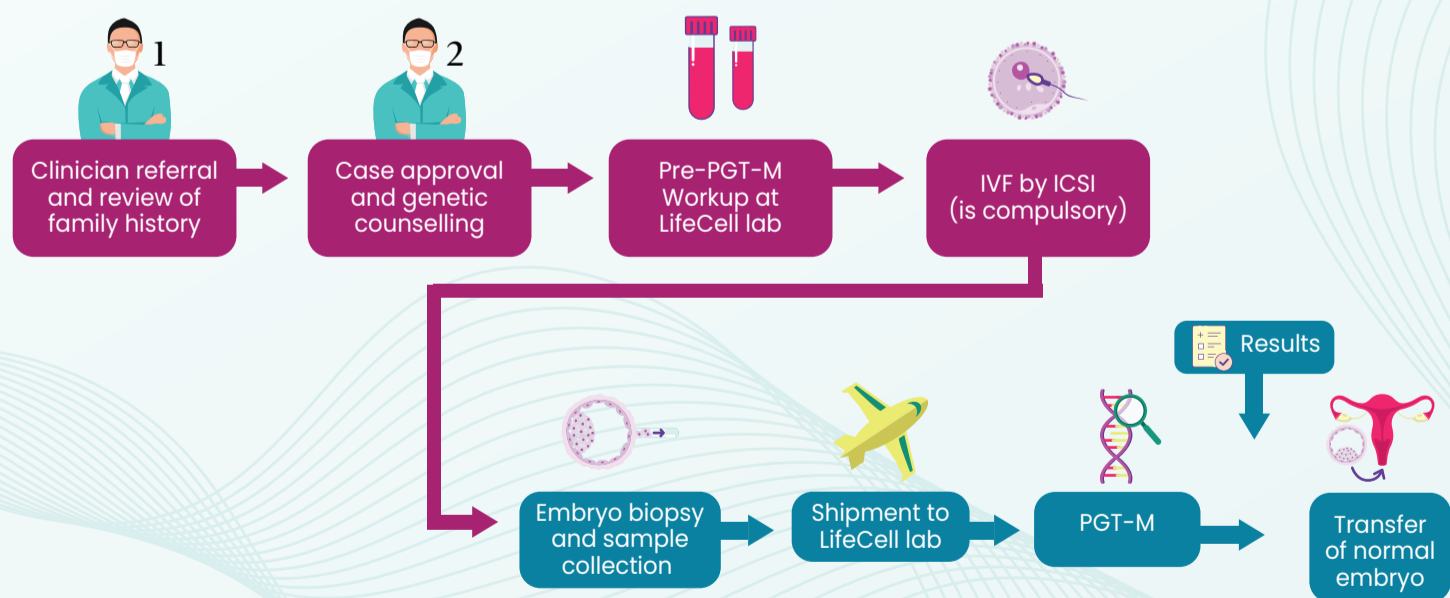 1
Clinician referral
and review of
family history
2
Case approval
and genetic
counselling
Pre-PGT-M
Workup at
LifeCell lab
IVF by ICSI
(is compulsory)
Embryo biopsy
and sample
collection
Shipment to
LifeCell lab
PGT-M
Results
Transfer
of normal
embryo